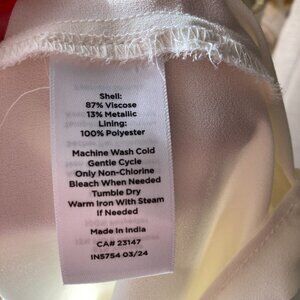 Shell:
87% Viscose
13% Metallic
Lining:
100% Polyester
Machine Wash Cold
Gentle Cycle
Only Non-Chlorine
Bleach When Needed
Tumble Dry
Warm Iron With Steam
If Needed
Made In India
CA# 23147
IN5754 03/24